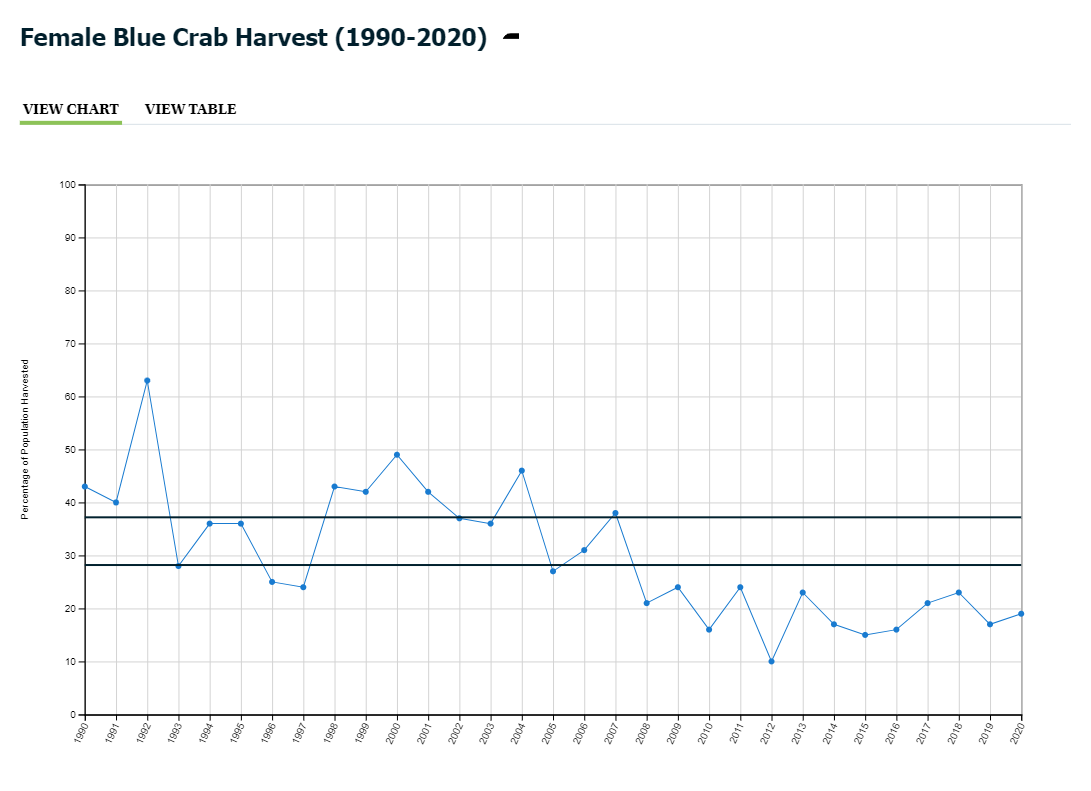 Female Blue Crab Harvest (1990-2020)
VIEW CHART VIEW TABLE
Percentage of Population Harvested
100
90
80
70
60
50
40
30
20
10
0
1990 1991 1992 1993 1994 1995 1996 1997 1998 1999 2000 2001 2002 2003 2004 2005 2006 2007 2008 2009 2010 2011 2012 2013 2014 2015 2016 2017 2018 2019 2020